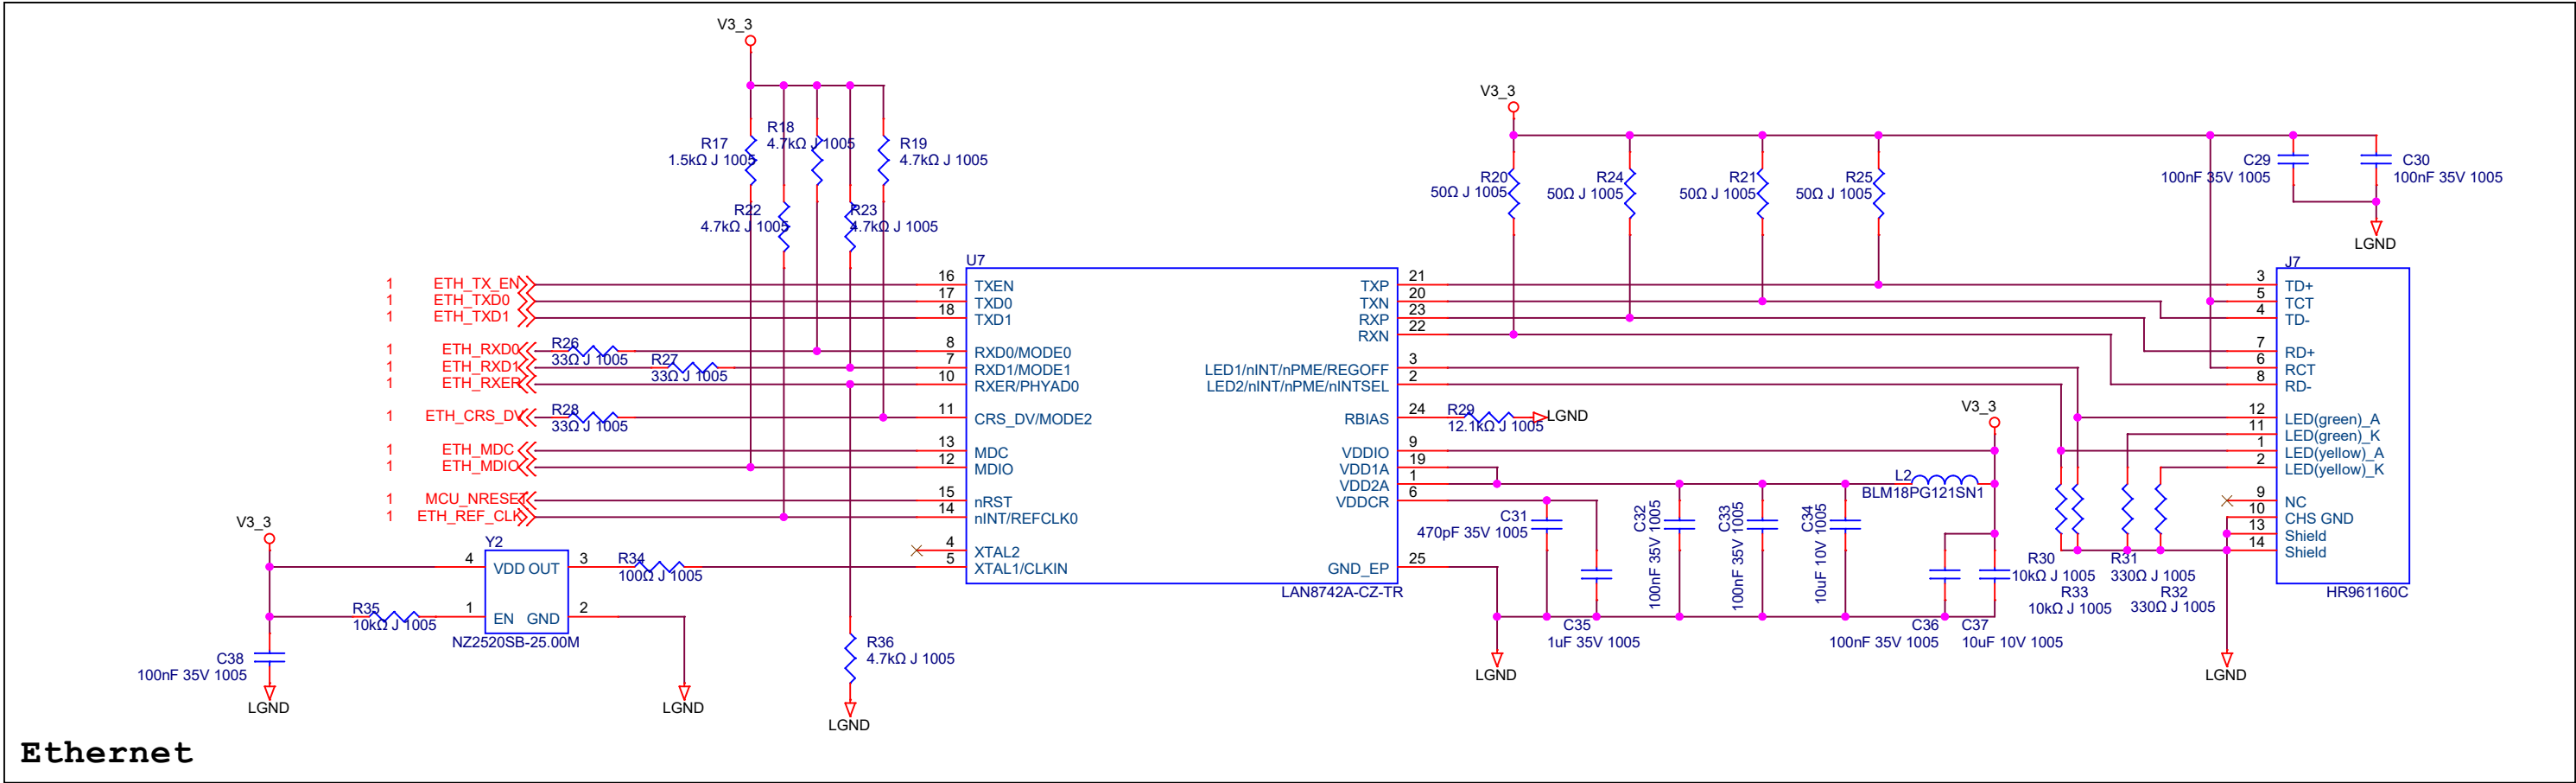 V3_3
R17
1.5kΩ J 1005
R18
4.7kΩ J 1005
R19
4.7kΩ J 1005
R22
4.7kΩ J 1005
R23
4.7kΩ J 1005
V3_3
R20
50Ω J 1005
R24
50Ω J 1005
R21
50Ω J 1005
R25
50Ω J 1005
C29
100nF 35V 1005
C30
100nF 35V 1005
LGND
1 ETH_TX_EN
1 ETH_TXD0
1 ETH_TXD1
1 ETH_RXD0
1 ETH_RXD1
1 ETH_RXER
1 ETH_CRS_DV
1 ETH_MDC
1 ETH_MDIO
1 MCU_NRESET
1 ETH_REF_CLK
R26
33Ω J 1005
R27
33Ω J 1005
R28
33Ω J 1005
U7
16 TXEN
17 TXD0
18 TXD1
8 RXD0/MODE0
7 RXD1/MODE1
10 RXER/PHYAD0
11 CRS_DV/MODE2
13 MDC
12 MDIO
15 nRST
14 nINT/REFCLK0
4 XTAL2
5 XTAL1/CLKIN
TXP 21
TXN 20
RXP 23
RXN 22
LED1/nINT/nPME/REGOFF 3
LED2/nINT/nPME/nINTSEL 2
RBIAS 24
VDDIO 9
VDD1A 19
VDD2A 1
VDDCR 6
GND_EP 25
LAN8742A-CZ-TR
R29
12.1kΩ J 1005
LGND
V3_3
L2
BLM18PG121SN1
C31
470pF 35V 1005
C32
100nF 35V 1005
C33
100nF 35V 1005
C34
10uF 10V 1005
C35
1uF 35V 1005
C36
100nF 35V 1005
C37
10uF 10V 1005
LGND
J7
3 TD+
5 TCT
4 TD-
7 RD+
6 RCT
8 RD-
12 LED(green)_A
11 LED(green)_K
1 LED(yellow)_A
2 LED(yellow)_K
9 NC
10 CHS GND
13 Shield
14 Shield
HR961160C
R30
10kΩ J 1005
R33
10kΩ J 1005
R31
330Ω J 1005
R32
330Ω J 1005
LGND
V3_3
Y2
4 VDD OUT 3
1 EN GND 2
NZ2520SB-25.00M
R34
100Ω J 1005
R35
10kΩ J 1005
C38
100nF 35V 1005
LGND
LGND
R36
4.7kΩ J 1005
LGND
Ethernet